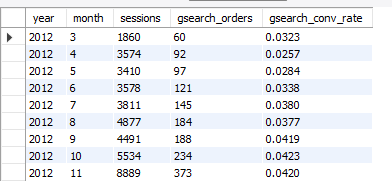 year month sessions gsearch_orders gsearch_conv_rate
2012 3 1860 60 0.0323
2012 4 3574 92 0.0257
2012 5 3410 97 0.0284
2012 6 3578 121 0.0338
2012 7 3811 145 0.0380
2012 8 4877 184 0.0377
2012 9 4491 188 0.0419
2012 10 5534 234 0.0423
2012 11 8889 373 0.0420